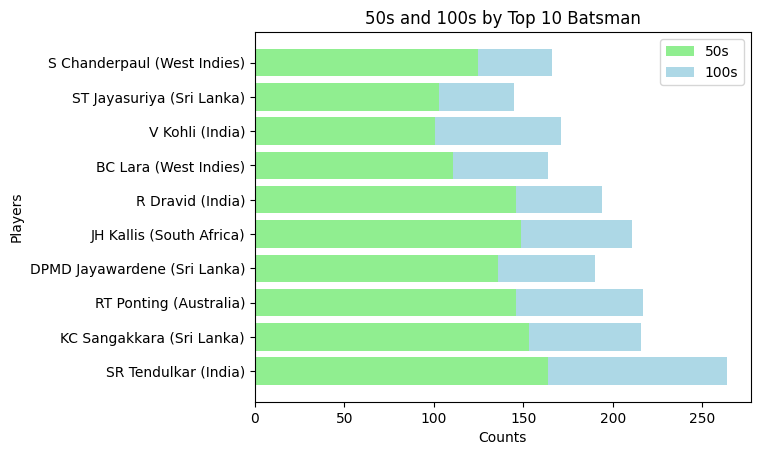 50s and 100s by Top 10 Batsman
50s
100s
Players
S Chanderpaul (West Indies)
ST Jayasuriya (Sri Lanka)
V Kohli (India)
BC Lara (West Indies)
R Dravid (India)
JH Kallis (South Africa)
DPMD Jayawardene (Sri Lanka)
RT Ponting (Australia)
KC Sangakkara (Sri Lanka)
SR Tendulkar (India)
0 50 100 150 200 250
Counts